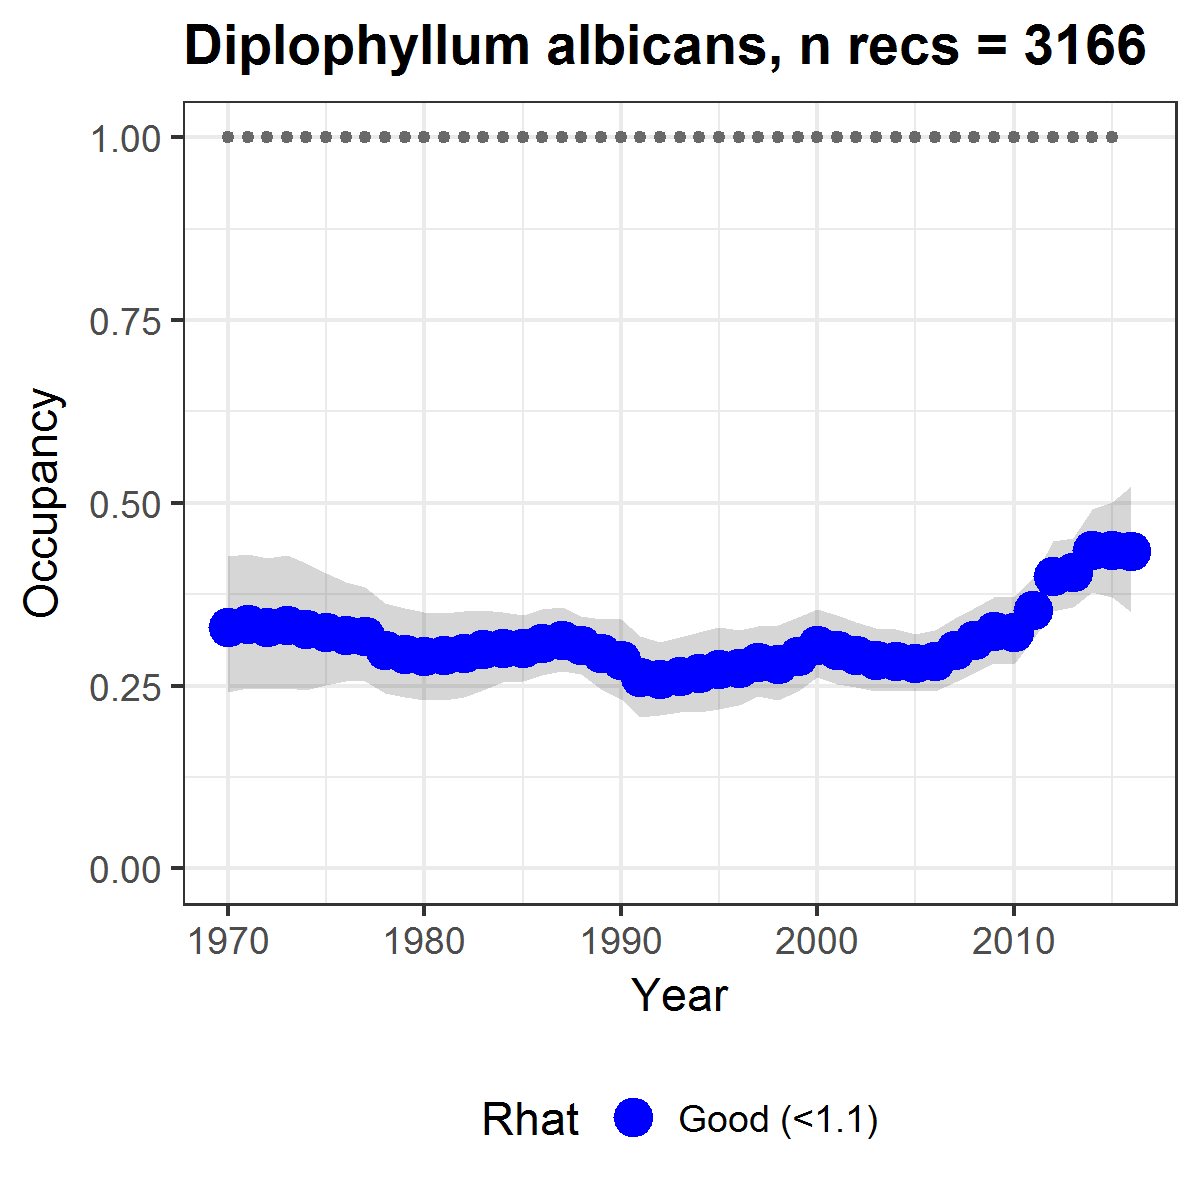 Diplophyllum albicans, n recs = 3166
1.00
0.75
0.50
0.25
0.00
Occupancy
1970 1980 1990 2000 2010
Year
Rhat Good (<1.1)